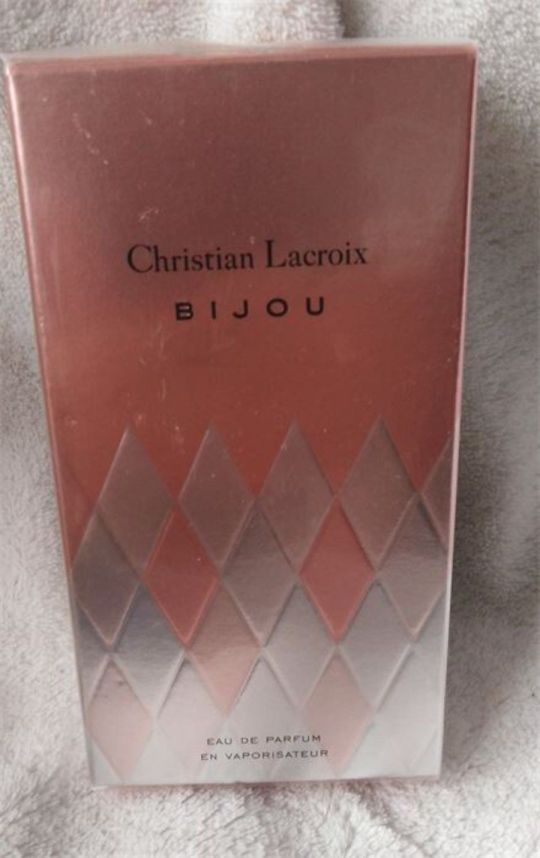 Christian Lacroix
BIJOU
EAU DE PARFUM
EN VAPORISATEUR